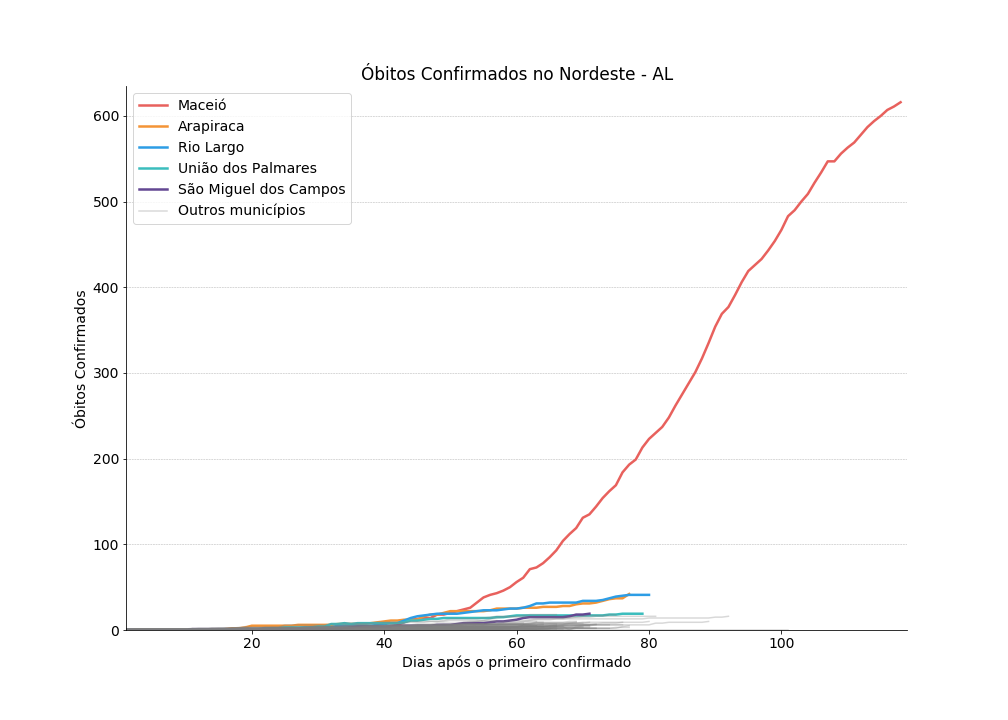 Óbitos Confirmados no Nordeste - AL
Maceió
Arapiraca
Rio Largo
União dos Palmares
São Miguel dos Campos
Outros municípios
Óbitos Confirmados
600
500
400
300
200
100
0
20 40 60 80 100
Dias após o primeiro confirmado